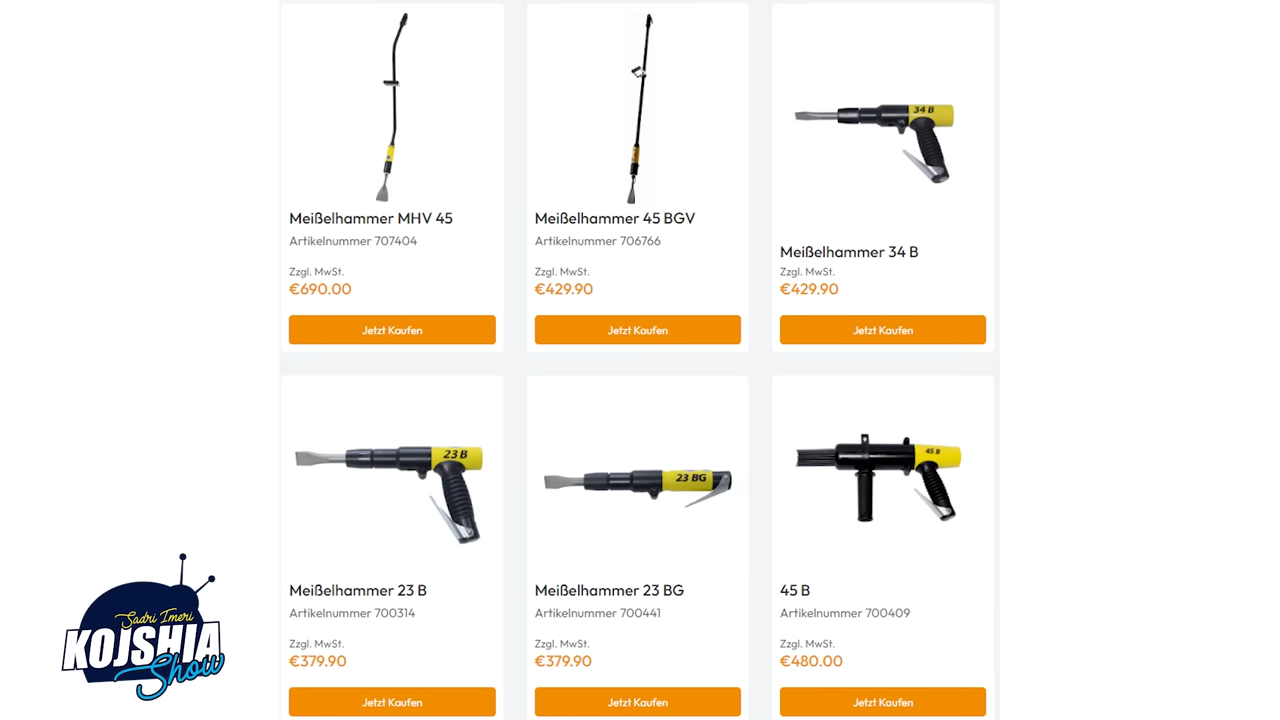 34 B
Meißelhammer MHV 45
Artikelnummer 707404
Zzgl. MwSt.
€690.00
Jetzt Kaufen
Meißelhammer 45 BGV
Artikelnummer 706766
Zzgl. MwSt.
€429.90
Jetzt Kaufen
Meißelhammer 34 B
Zzgl. MwSt.
€429.90
Jetzt Kaufen
23 B
Meißelhammer 23 B
Artikelnummer 700314
Zzgl. MwSt.
€379.90
Jetzt Kaufen
23 BG
Meißelhammer 23 BG
Artikelnummer 700441
Zzgl. MwSt.
€379.90
Jetzt Kaufen
45 B
45 B
Artikelnummer 700409
Zzgl. MwSt.
€480.00
Jetzt Kaufen
Sadri Imeri
KOJSHIA
Show